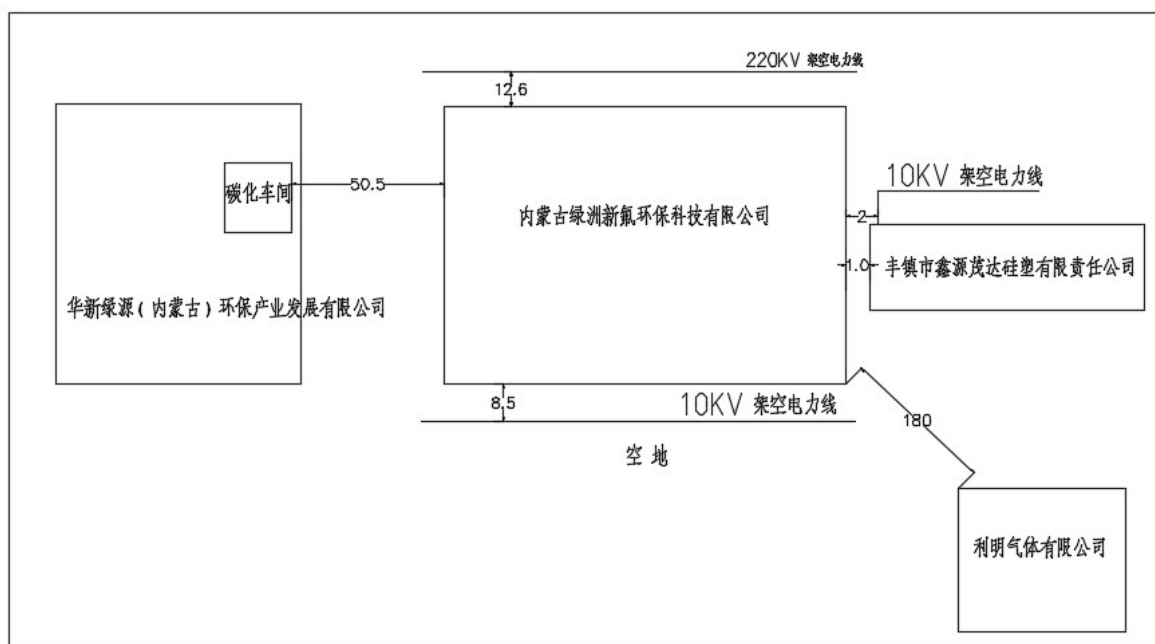 220KV 架空电力线
12.6
碳化车间
50.5
10KV 架空电力线
内蒙古绿洲新氟环保科技有限公司
2
1.0
丰镇市鑫源茂达硅塑有限责任公司
华新绿源(内蒙古)环保产业发展有限公司
8.5
10KV 架空电力线
180
空地
利明气体有限公司